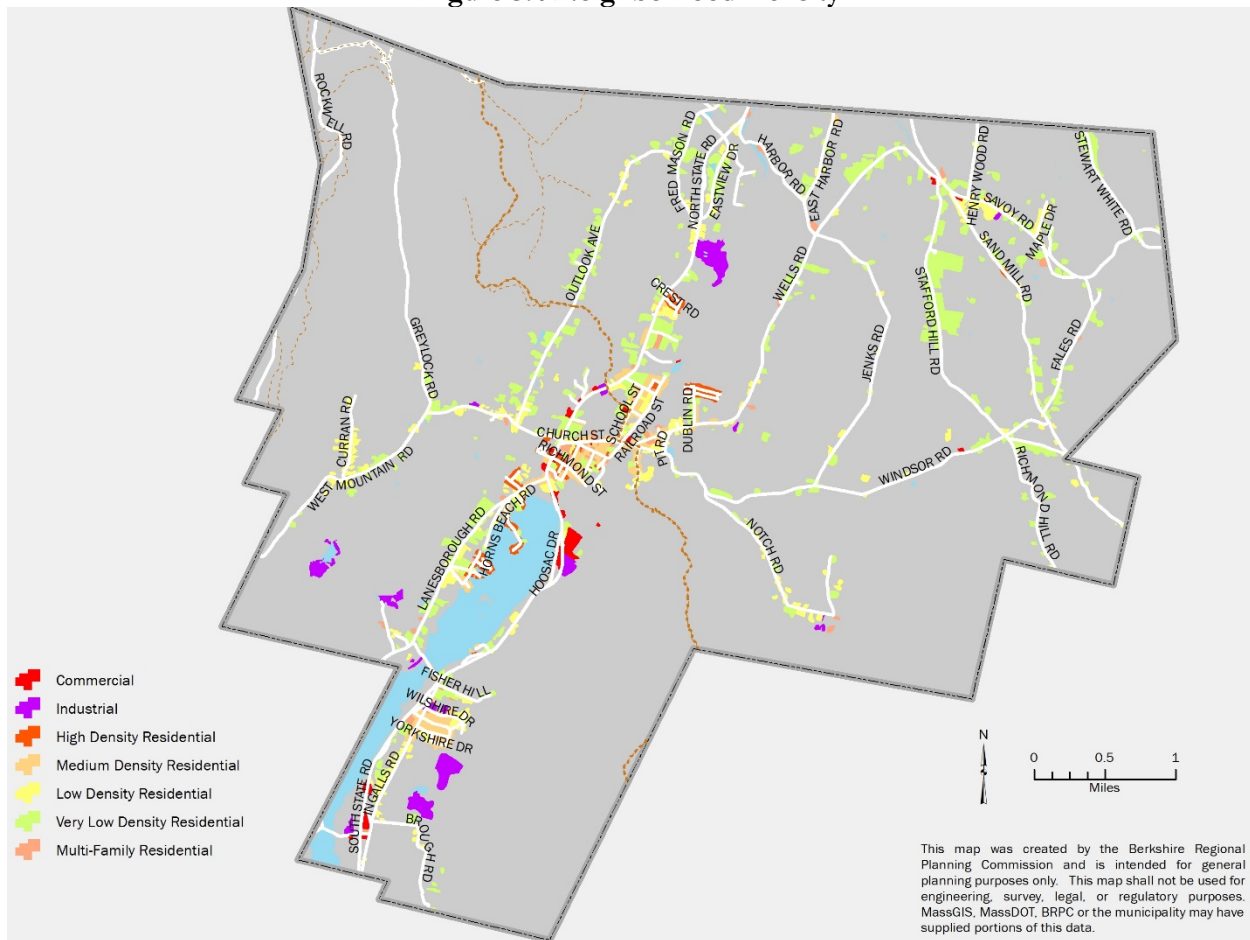 ROCKWELL RD
FRED MASON RD
NORTH STATE RD
EASTVIEW DR
HARBOR RD
EAST HARBOR RD
HENRY WOOD RD
STEWART WHITE RD
SAVOY RD
MAPLE DR
SAND MILL RD
OUTLOOK AVE
WELLS RD
STAFFORD HILL RD
CREST RD
GREYLOCK RD
JENKS RD
FALES RD
SCHOOL ST
RAILROAD ST
DUBLIN RD
CURRAN RD
CHURCH ST
RICHMOND ST
PIT RD
WEST MOUNTAIN RD
WINDSOR RD
RICHMOND HILL RD
LANESBOROUGH RD
HORNS BEACH RD
HOOSAC DR
NOTCH RD
FISHER HILL
WILSHIRE DR
YORKSHIRE DR
SOUTH STATE RD
INGALLS RD
BROUGH RD
Commercial
Industrial
High Density Residential
Medium Density Residential
Low Density Residential
Very Low Density Residential
Multi-Family Residential
N
0 0.5 1
Miles
This map was created by the Berkshire Regional
Planning Commission and is intended for general
planning purposes only. This map shall not be used for
engineering, survey, legal, or regulatory purposes.
MassGIS, MassDOT, BRPC or the municipality may have
supplied portions of this data.